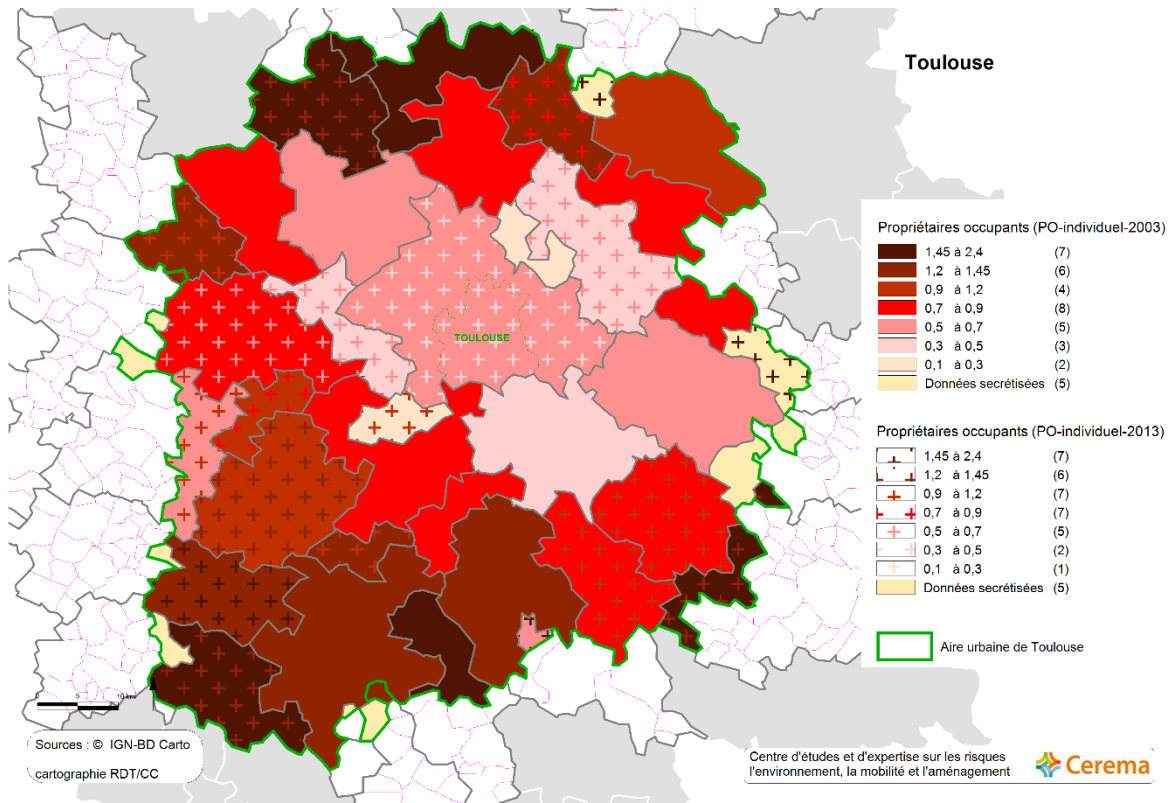 Toulouse
Propriétaires occupants (PO-individuel-2003)
1,45 à 2,4 (7)
1,2 à 1,45 (6)
0,9 à 1,2 (4)
0,7 à 0,9 (8)
0,5 à 0,7 (5)
0,3 à 0,5 (3)
0,1 à 0,3 (2)
Données secrétisées (5)
TOULOUSE
Propriétaires occupants (PO-individuel-2013)
1,45 à 2,4 (7)
1,2 à 1,45 (6)
0,9 à 1,2 (7)
0,7 à 0,9 (7)
0,5 à 0,7 (5)
0,3 à 0,5 (2)
0,1 à 0,3 (1)
Données secrétisées (5)
Aire urbaine de Toulouse
Sources : © IGN-BD Carto
cartographie RDT/CC
Centre d'études et d'expertise sur les risques
l'environnement, la mobilité et l'aménagement
Cerema